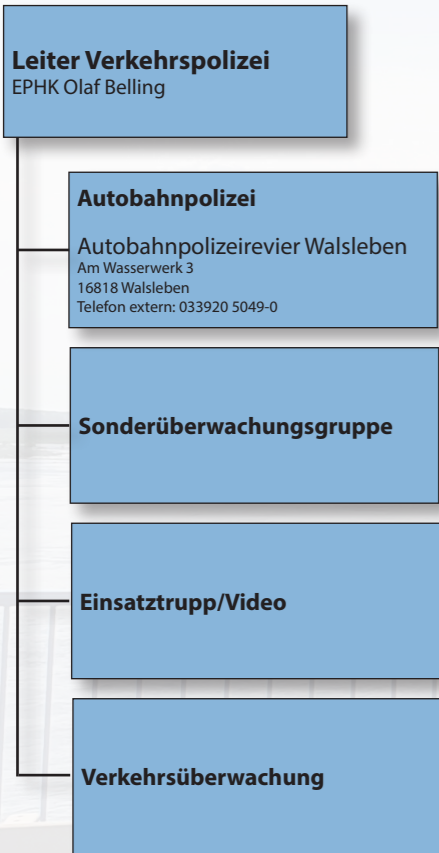 Leiter Verkehrspolizei
EPHK Olaf Belling
Autobahnpolizei
Autobahnpolizeirevier Walsleben
Am Wasserwerk 3
16818 Walsleben
Telefon extern: 033920 5049-0
Sonderüberwachungsgruppe
Einsatztrupp/Video
Verkehrsüberwachung